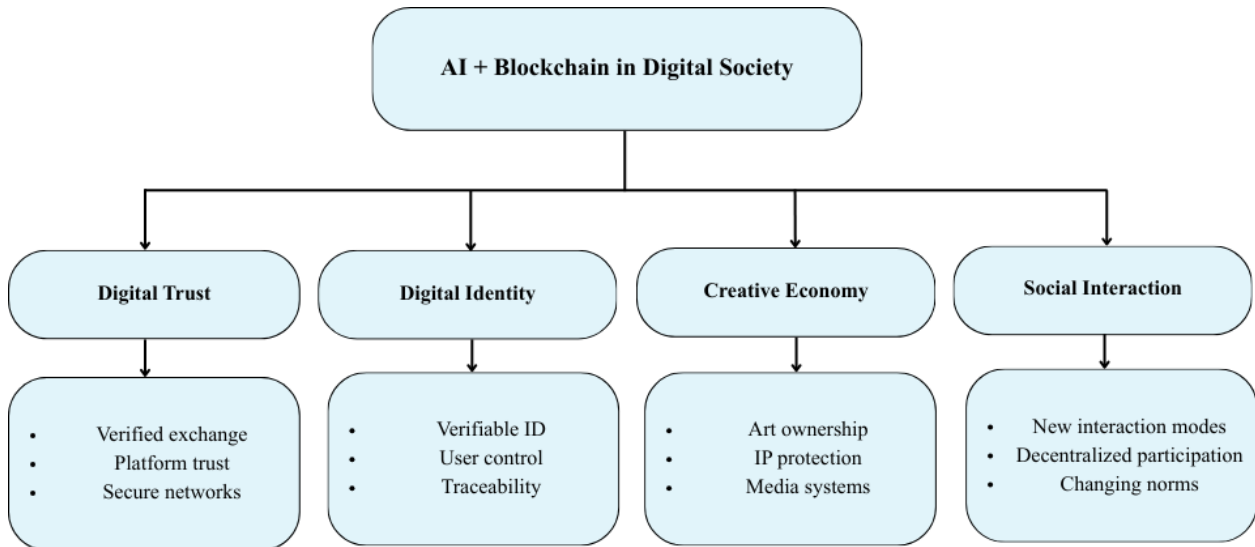 AI + Blockchain in Digital Society
Digital Trust
Digital Identity
Creative Economy
Social Interaction
• Verified exchange
• Platform trust
• Secure networks
• Verifiable ID
• User control
• Traceability
• Art ownership
• IP protection
• Media systems
• New interaction modes
• Decentralized participation
• Changing norms